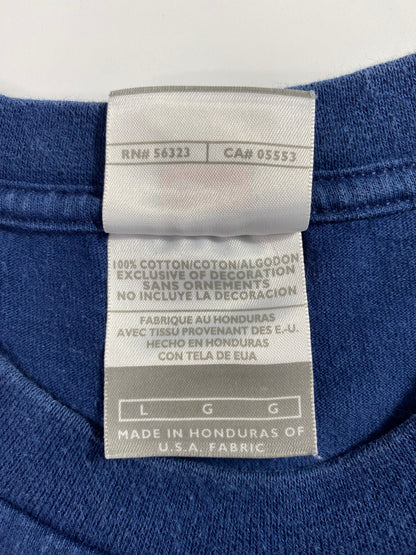 RN# 56323 CA# 05553
100% COTTON/COTON/ALGODON
EXCLUSIVE OF DECORATION
SANS ORNEMENTS
NO INCLUYE LA DECORACION
FABRIQUE AU HONDURAS
AVEC TISSU PROVENANT DES E.-U.
HECHO EN HONDURAS
CON TELA DE EUA
L G G
MADE IN HONDURAS OF
U.S.A. FABRIC